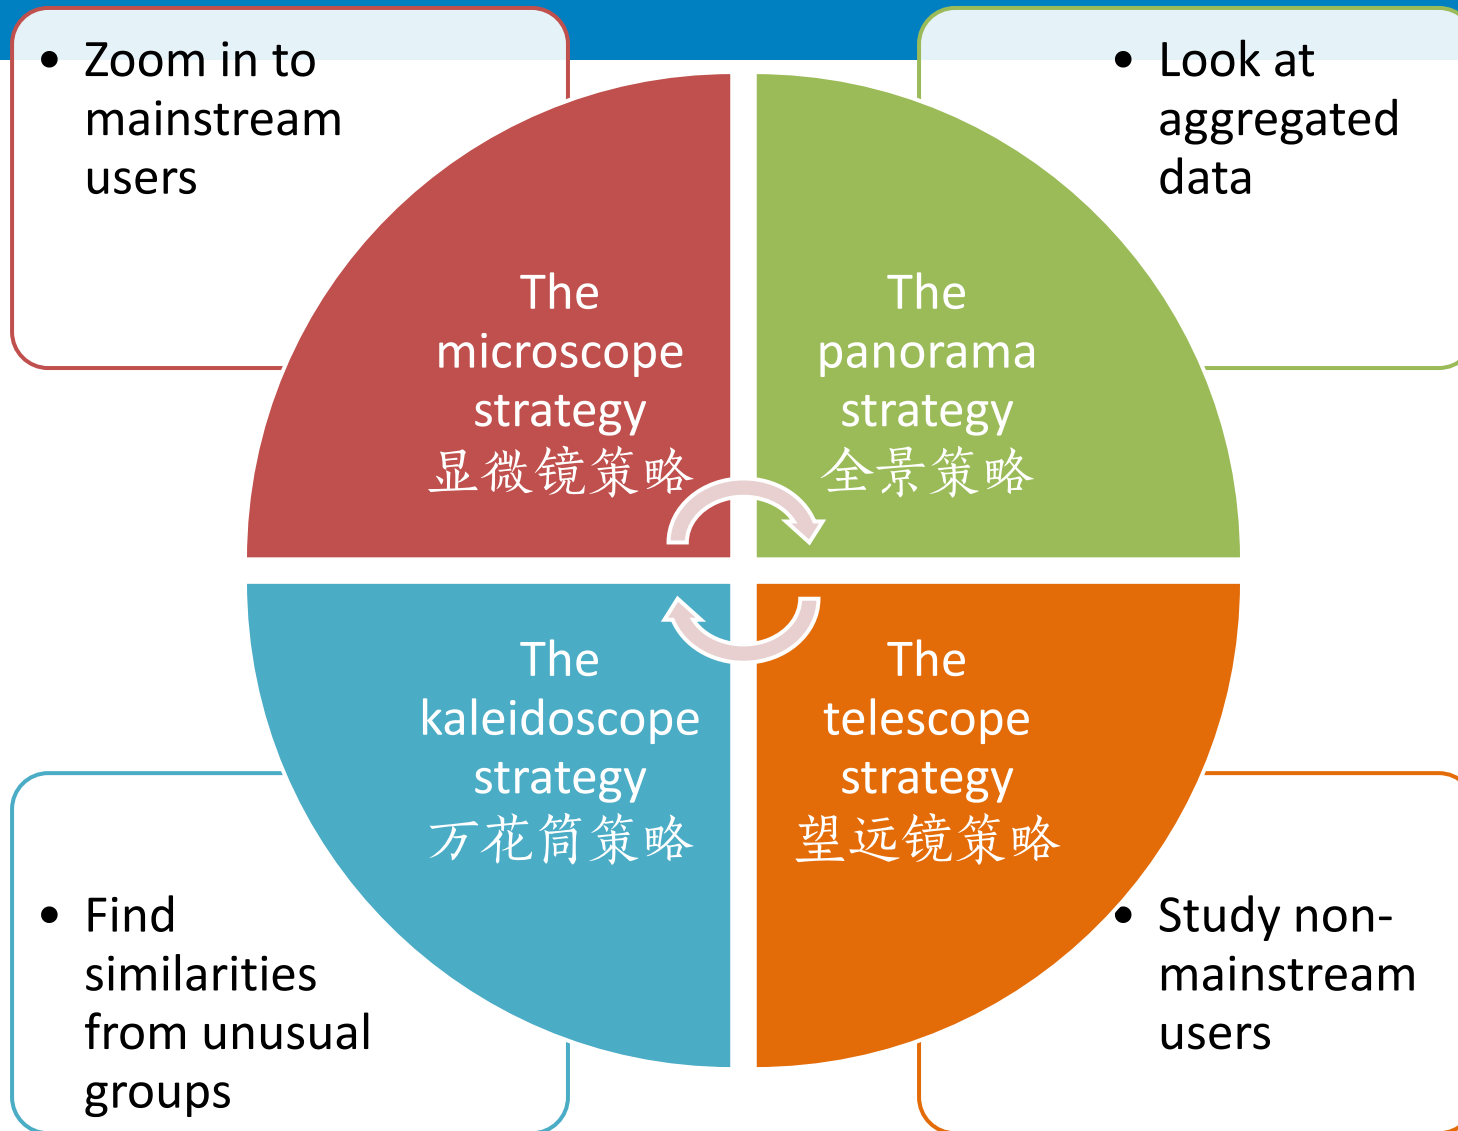 • Zoom in to
mainstream
users
• Look at
aggregated
data
The
microscope
strategy
显微镜策略
The
panorama
strategy
全景策略
The
kaleidoscope
strategy
万花筒策略
The
telescope
strategy
望远镜策略
• Find
similarities
from unusual
groups
• Study non-
mainstream
users